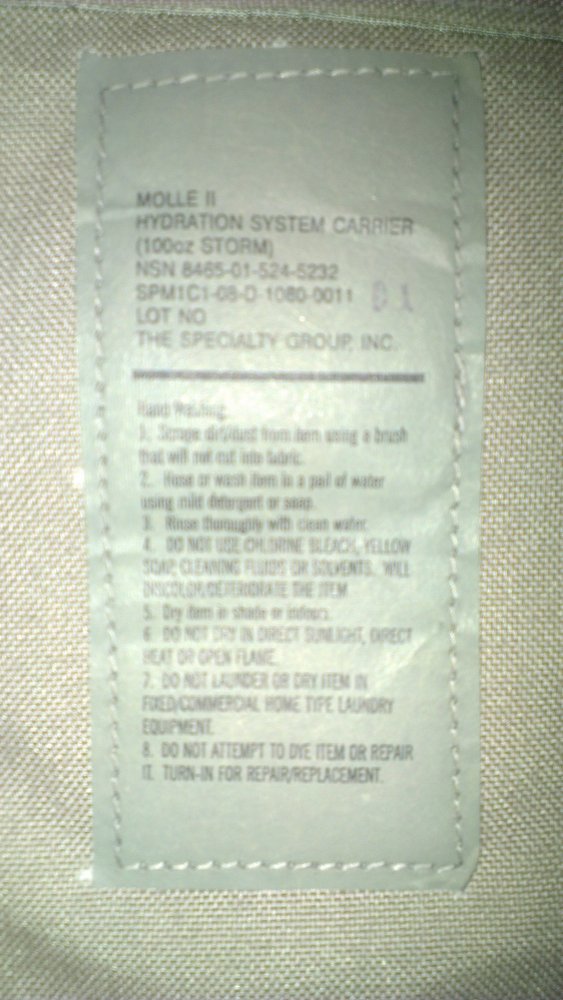 MOLLE II
HYDRATION SYSTEM CARRIER
(100oz STORM)
NSN 8465-01-524-5232
SPM1C1-08-D-1080-0011 01
LOT NO
THE SPECIALTY GROUP, INC.
Hand Washing
1. Scrape dirt/dust from item using a brush
that will not cut into fabric.
2. Hose or wash item in a pail of water
using mild detergent or soap.
3. Rinse thoroughly with clean water.
4. DO NOT USE CHLORINE BLEACH, YELLOW
SOAP, CLEANING FLUIDS OR SOLVENTS. WILL
DISCOLOR/DETERIORATE THE ITEM.
5. Dry item in shade or indoors.
6. DO NOT DRY IN DIRECT SUNLIGHT, DIRECT
HEAT OR OPEN FLAME.
7. DO NOT LAUNDER OR DRY ITEM IN
FIXED/COMMERCIAL HOME TYPE LAUNDRY
EQUIPMENT.
8. DO NOT ATTEMPT TO DYE ITEM OR REPAIR
IT. TURN-IN FOR REPAIR/REPLACEMENT.